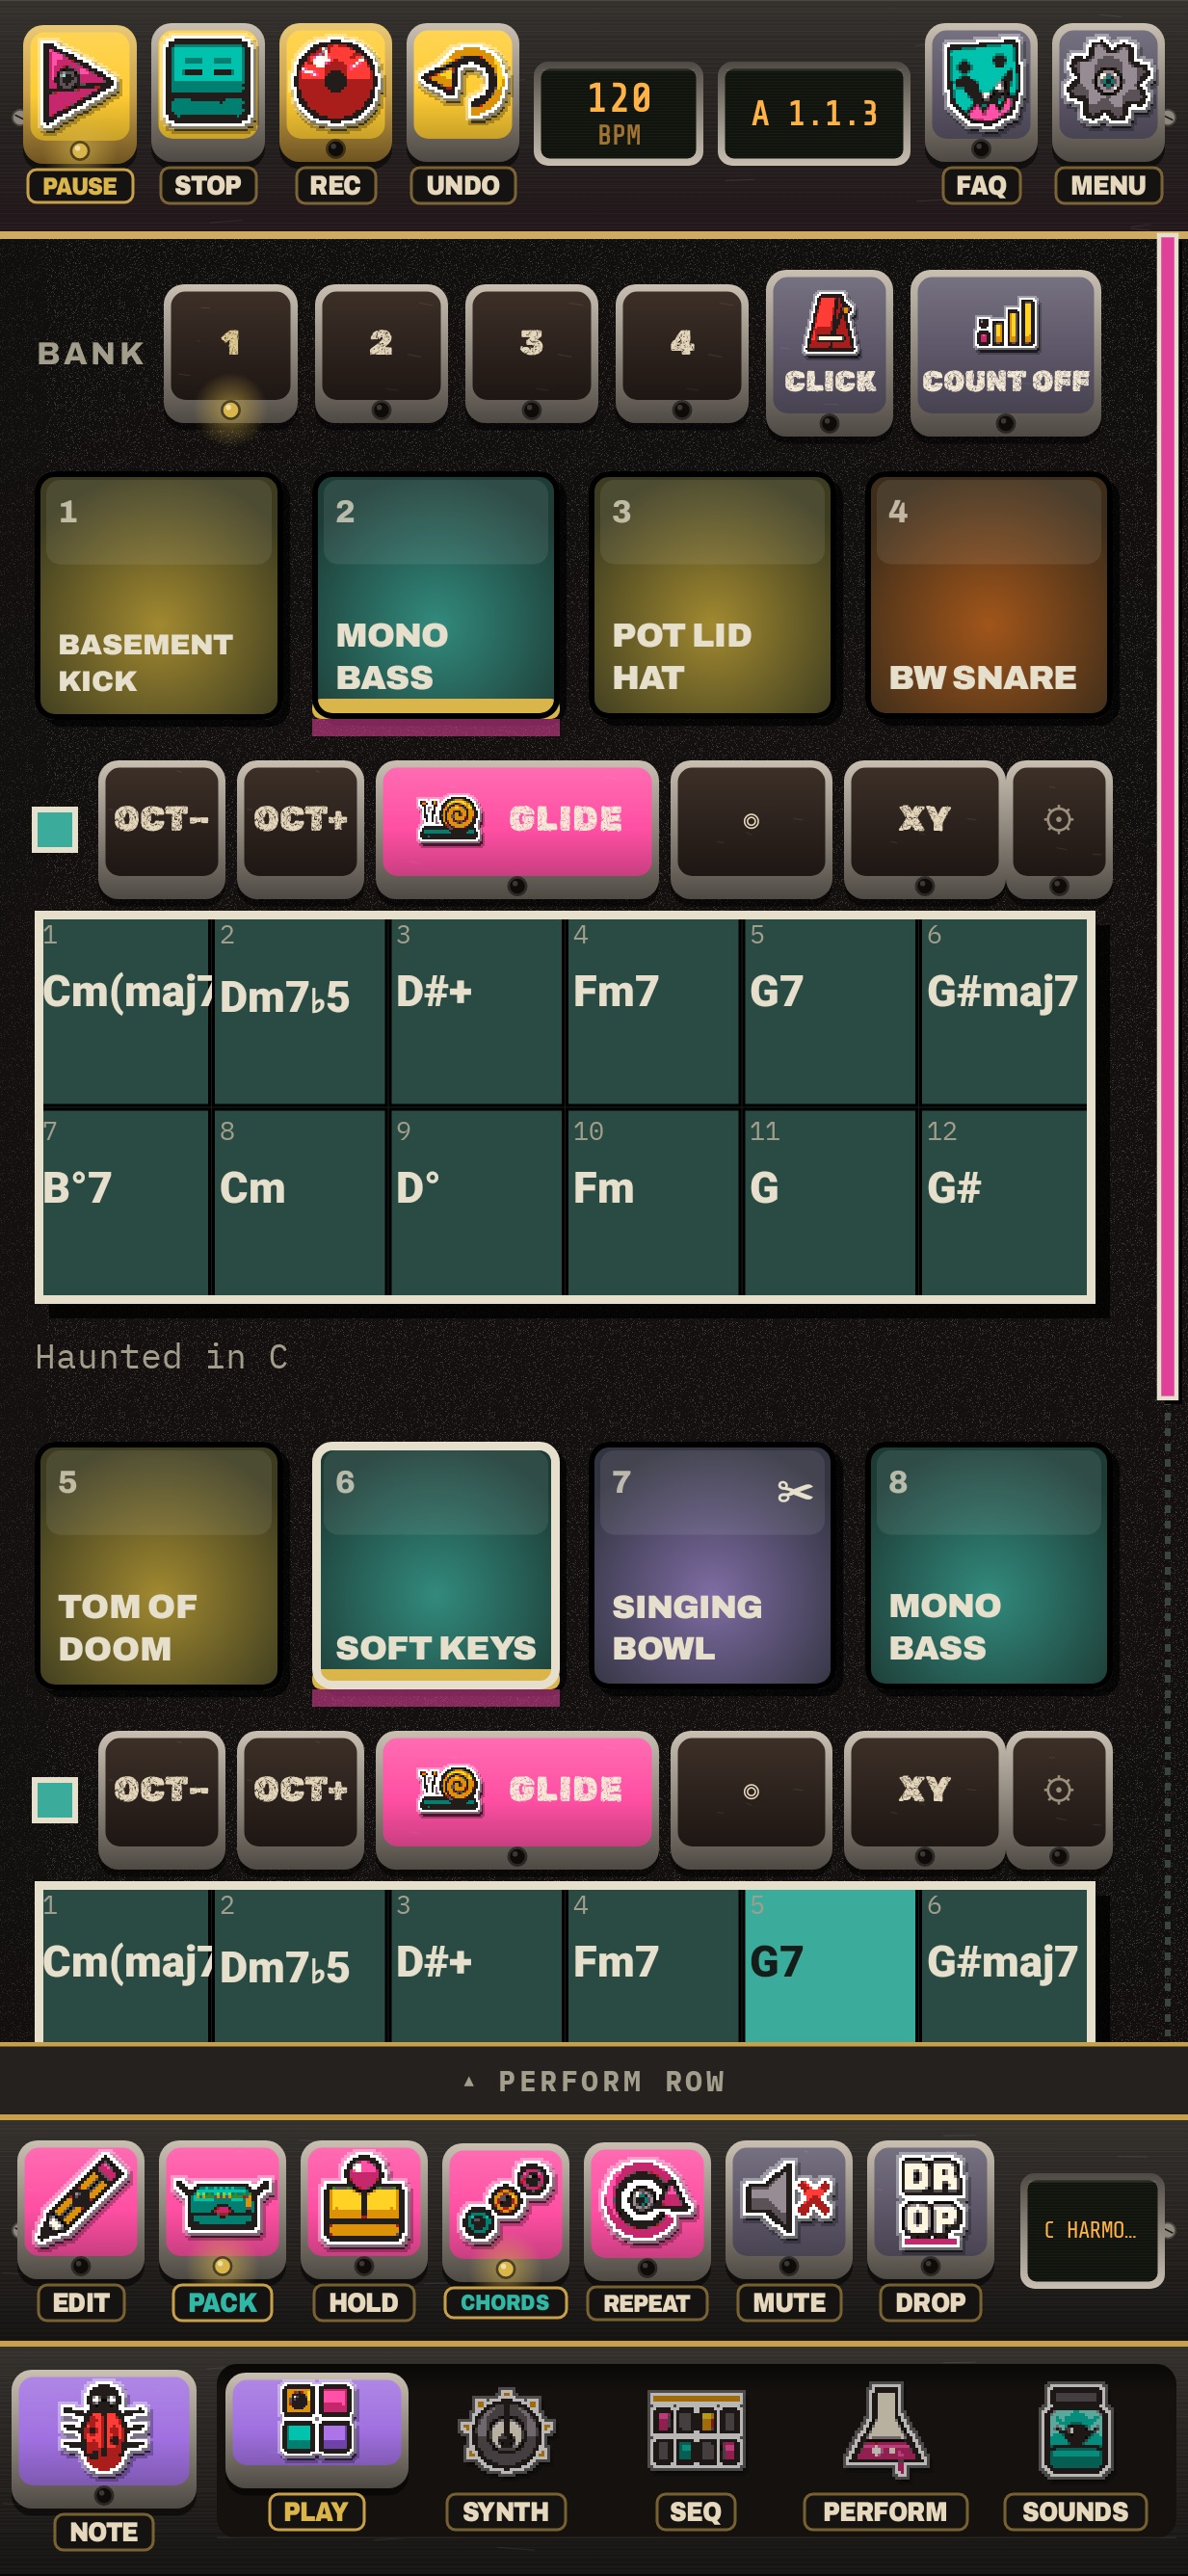 120
BPM
A 1.1.3
PAUSE
STOP
REC
UNDO
FAQ
MENU
BANK
1
2
3
4
CLICK
COUNT OFF
1
BASEMENT
KICK
2
MONO
BASS
3
POT LID
HAT
4
BW SNARE
OCT-
OCT+
GLIDE
XY
1
Cm(maj7
2
Dm7♭5
3
D#+
4
Fm7
5
G7
6
G#maj7
7
B°7
8
Cm
9
D°
10
Fm
11
G
12
G#
Haunted in C
5
TOM OF
DOOM
6
SOFT KEYS
7
SINGING
BOWL
8
MONO
BASS
OCT-
OCT+
GLIDE
XY
1
Cm(maj7
2
Dm7♭5
3
D#+
4
Fm7
5
G7
6
G#maj7
▴ PERFORM ROW
DR
OP
C HARMO…
EDIT
PACK
HOLD
CHORDS
REPEAT
MUTE
DROP
NOTE
PLAY
SYNTH
SEQ
PERFORM
SOUNDS